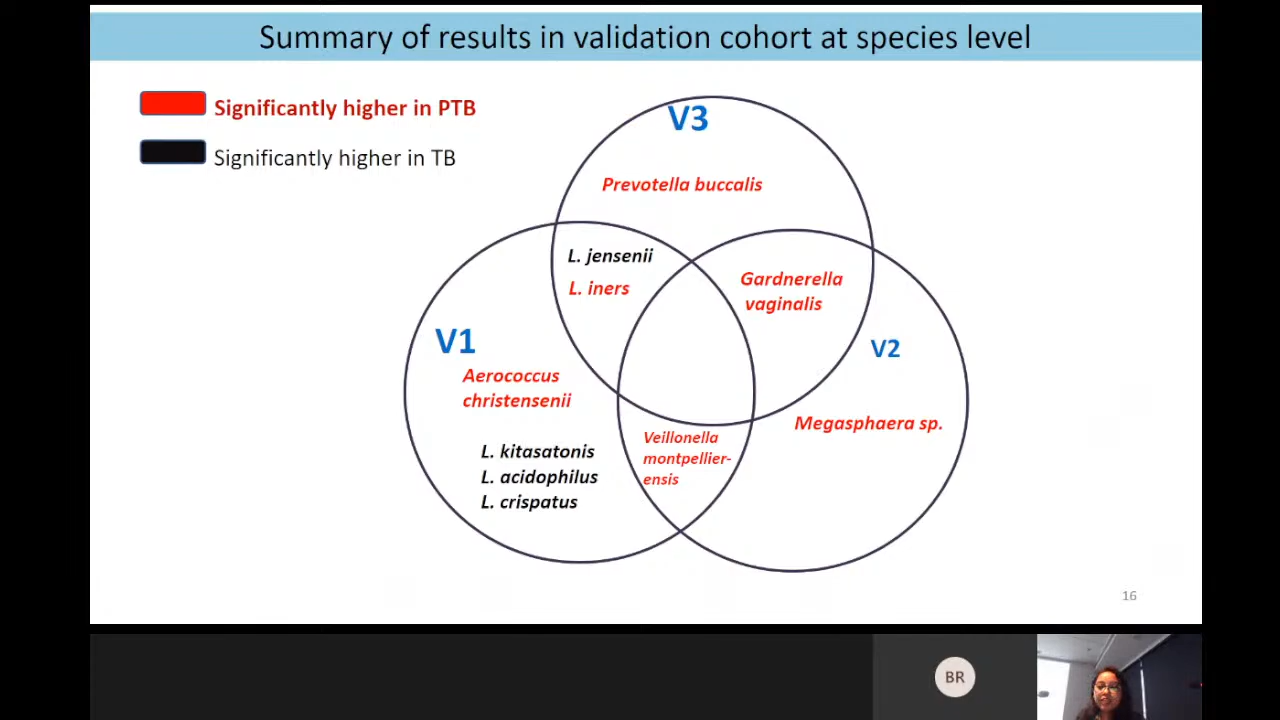 Summary of results in validation cohort at species level
Significantly higher in PTB
Significantly higher in TB
V3
Prevotella buccalis
L. jensenii
L. iners
Gardnerella
vaginalis
V1
V2
Aerococcus
christensenii
Megasphaera sp.
Veillonella
montpellier-
ensis
L. kitasatonis
L. acidophilus
L. crispatus
16
BR